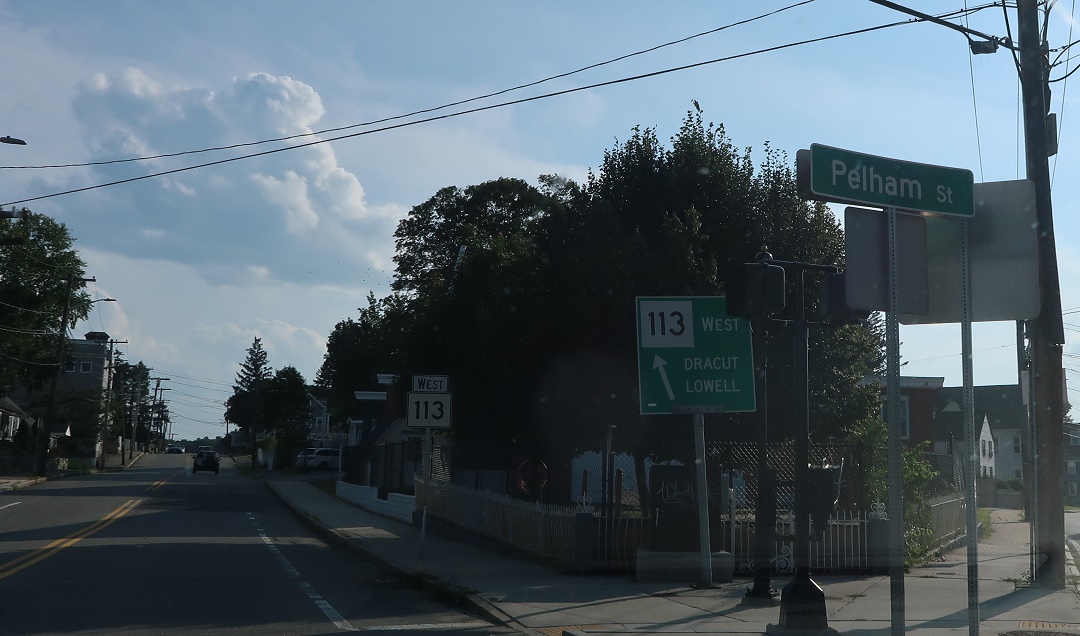 Pelham St
113 WEST
DRACUT
LOWELL
WEST
113